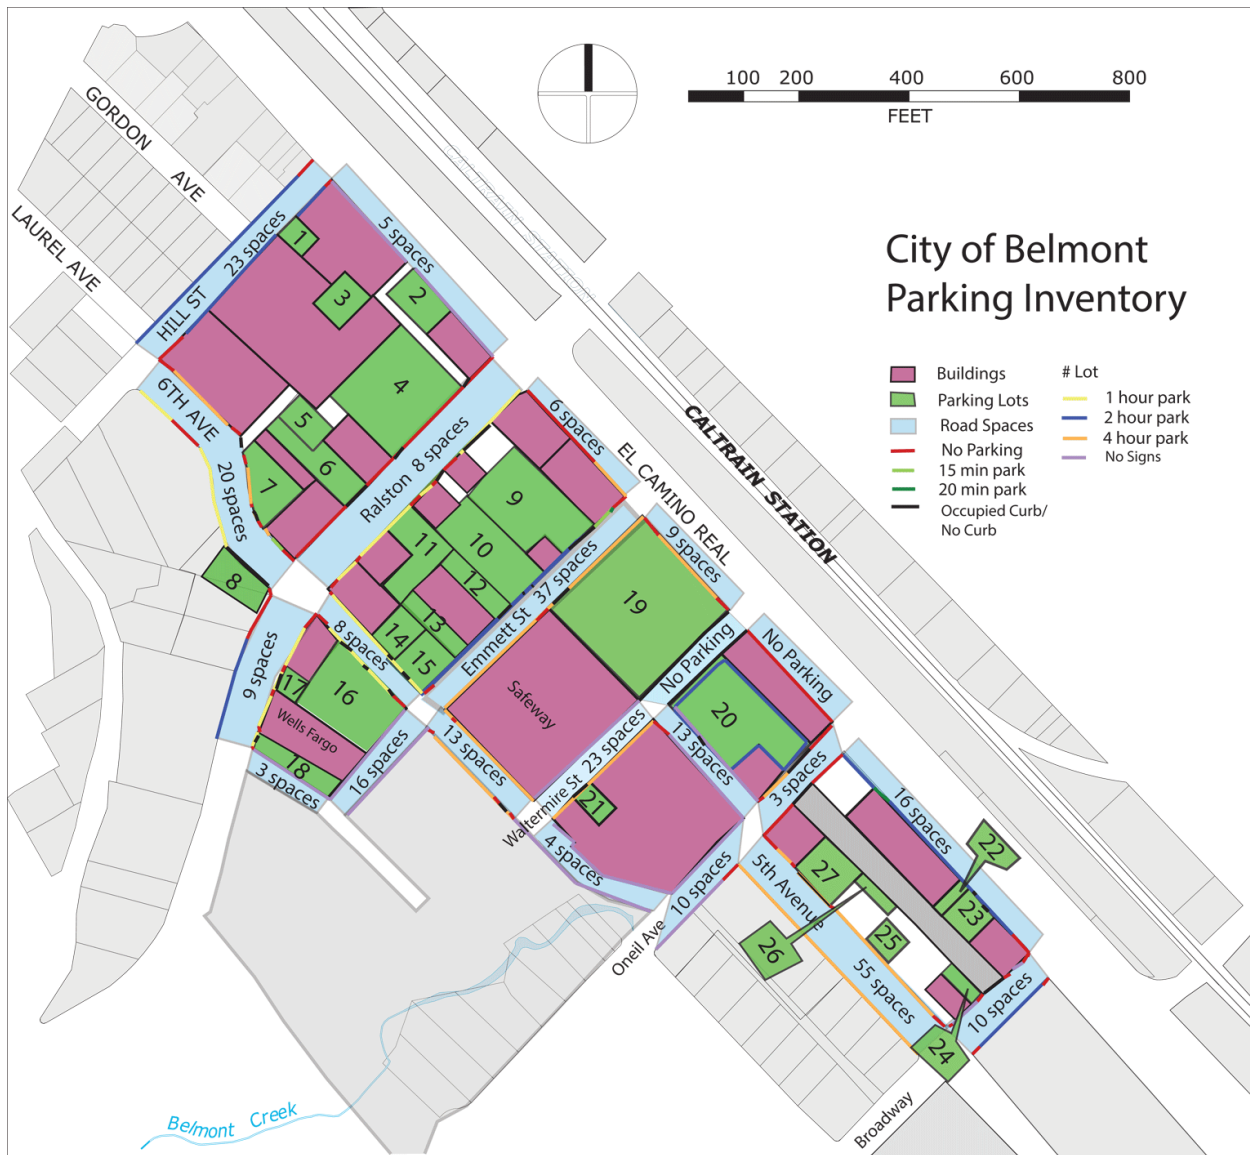 GORDON
AVE
LAUREL AVE
100 200 400 600 800
FEET
City of Belmont
Parking Inventory
Buildings
Parking Lots
Road Spaces
No Parking
15 min park
20 min park
Occupied Curb/
No Curb
# Lot
1 hour park
2 hour park
4 hour park
No Signs
CALTRAIN STATION
EL CAMINO REAL
HILL ST
23 spaces
5 spaces
1
2
3
4
6TH AVE
20 spaces
5
6
7
8
Ralston 8 spaces
6 spaces
9
10
11
12
13
14
15
Emmett St 37 spaces
9 spaces
19
No Parking
No Parking
9 spaces
8 spaces
16
17
Wells Fargo
18
3 spaces
16 spaces
Safeway
13 spaces
Waltermire St 23 spaces
13 spaces
20
3 spaces
21
4 spaces
10 spaces
Oneil Ave
16 spaces
22
23
27
26
25
24
5th Avenue
55 spaces
10 spaces
Broadway
Belmont Creek